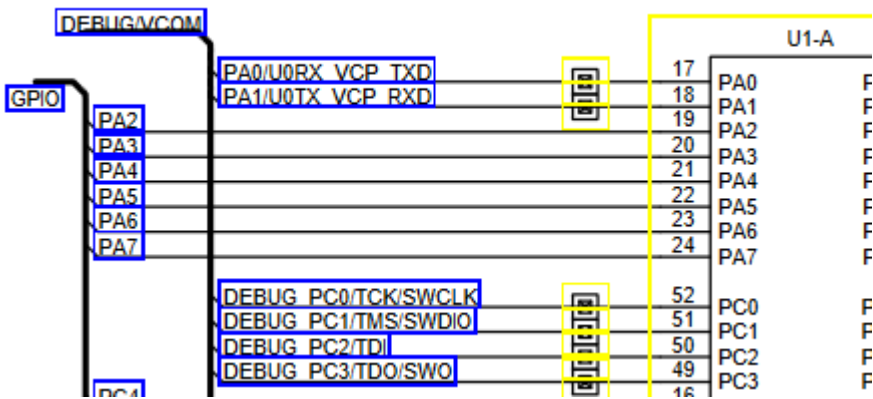 DEBUG/VCOM
U1-A
PA0/U0RX_VCP_TXD 17 PA0
GPIO PA1/U0TX_VCP_RXD 18 PA1
PA2 19 PA2
PA3 20 PA3
PA4 21 PA4
PA5 22 PA5
PA6 23 PA6
PA7 24 PA7
DEBUG_PC0/TCK/SWCLK 52 PC0
DEBUG_PC1/TMS/SWDIO 51 PC1
DEBUG_PC2/TDI 50 PC2
DEBUG_PC3/TDO/SWO 49 PC3
PC4 16